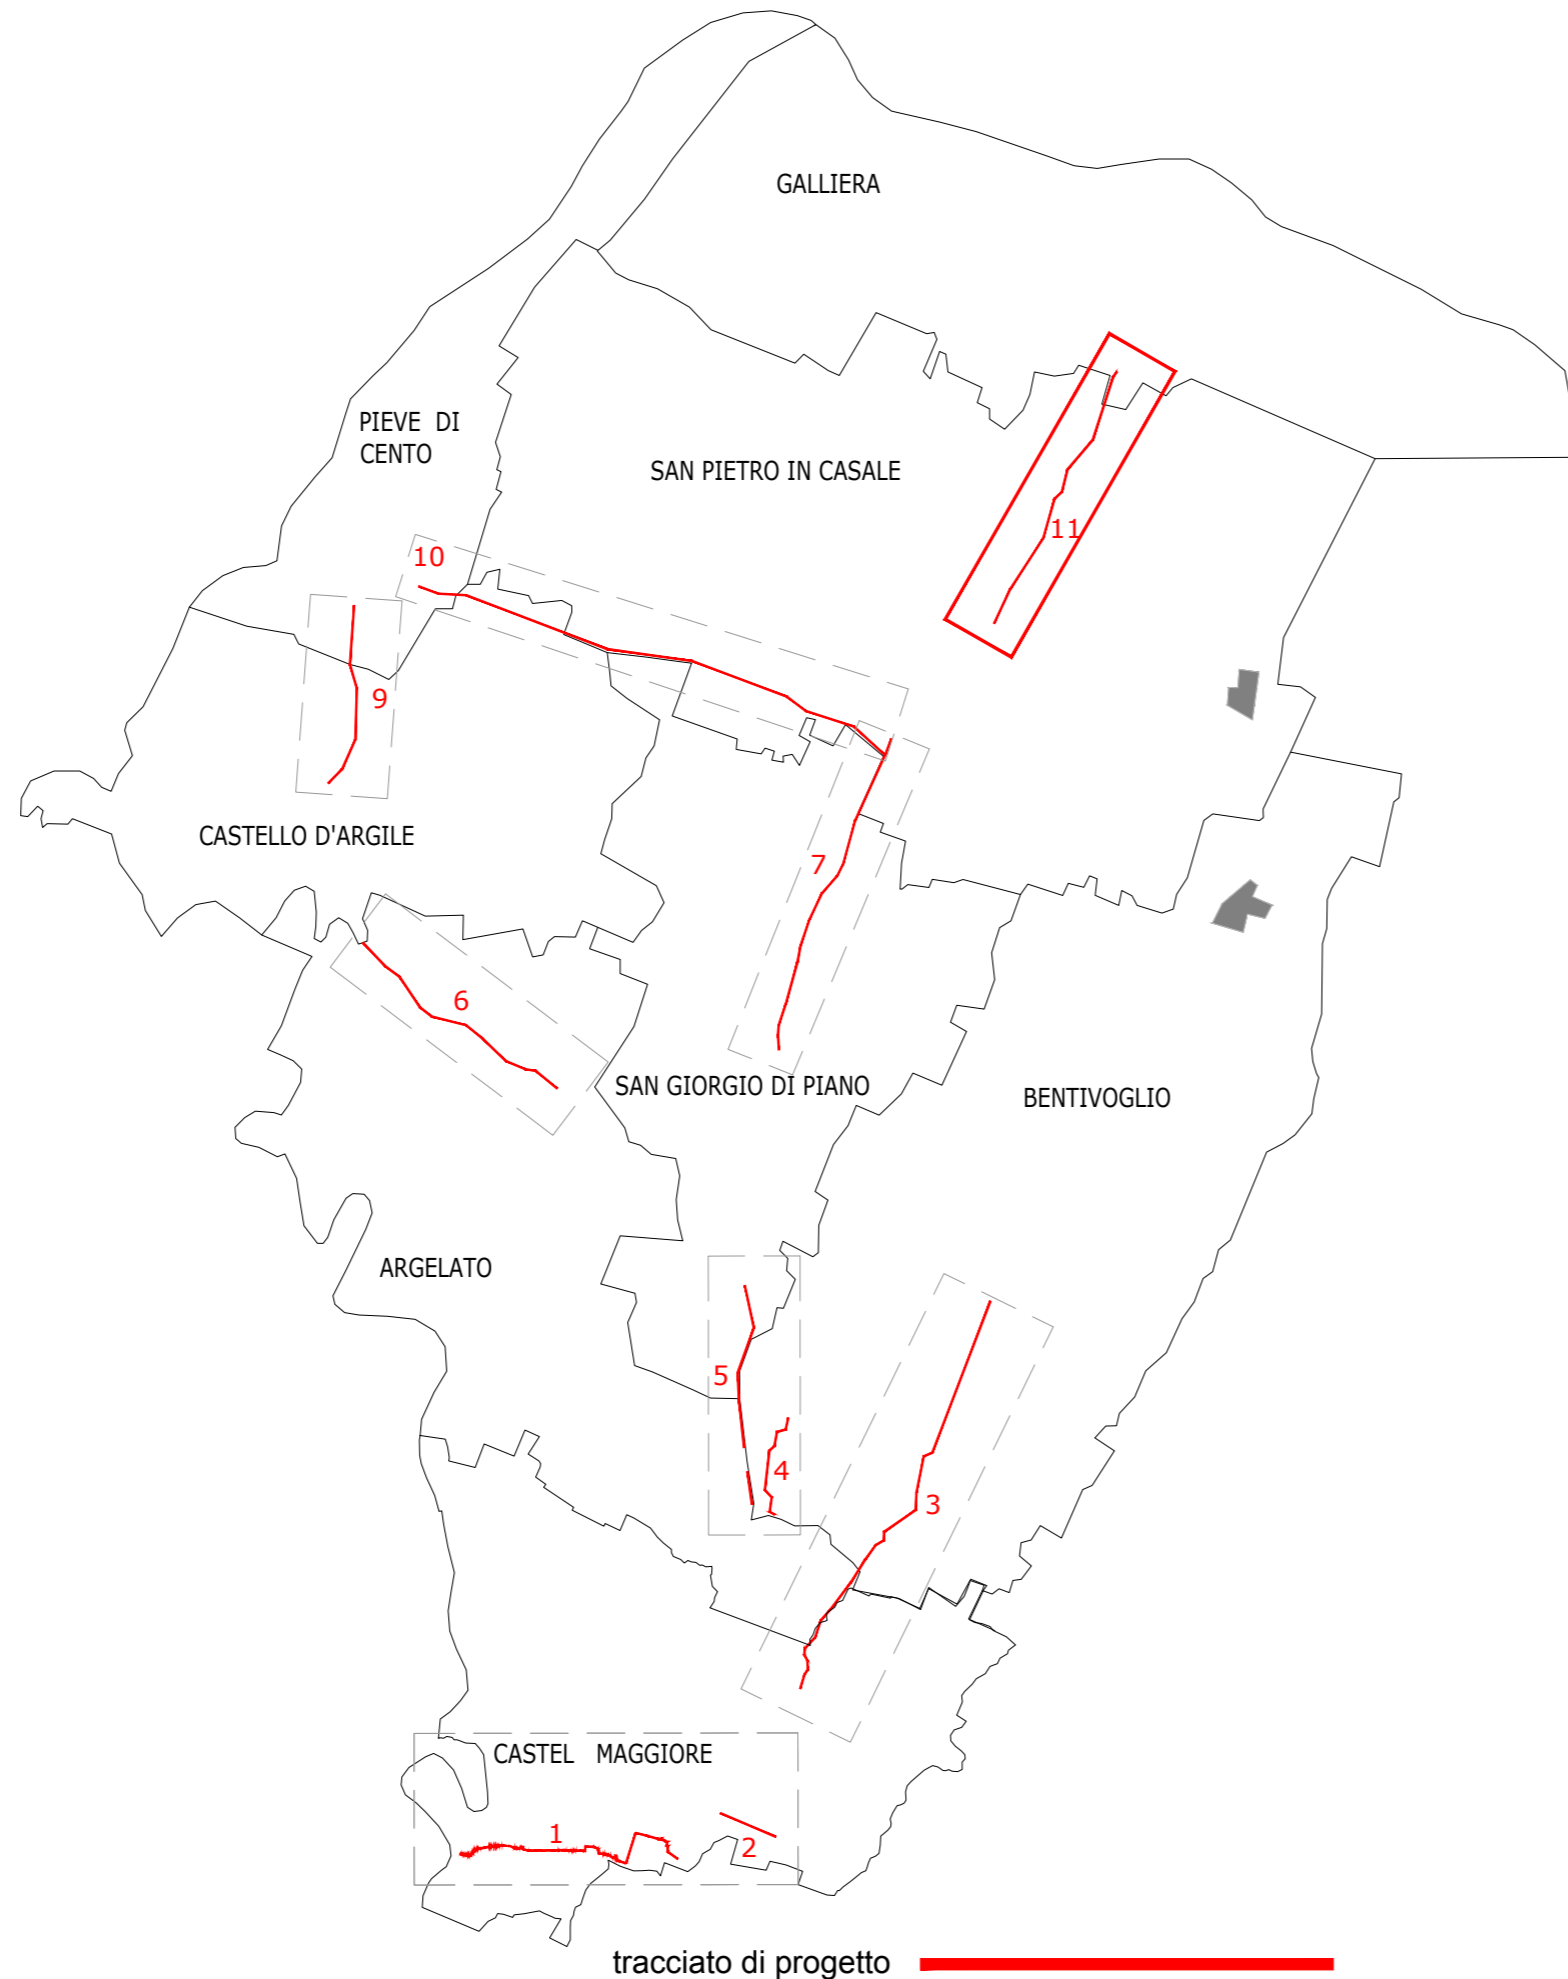 GALLIERA
PIEVE DI
CENTO
SAN PIETRO IN CASALE
11
10
9
CASTELLO D'ARGILE
7
6
SAN GIORGIO DI PIANO
BENTIVOGLIO
ARGELATO
5
4
3
CASTEL MAGGIORE
1
2
tracciato di progetto